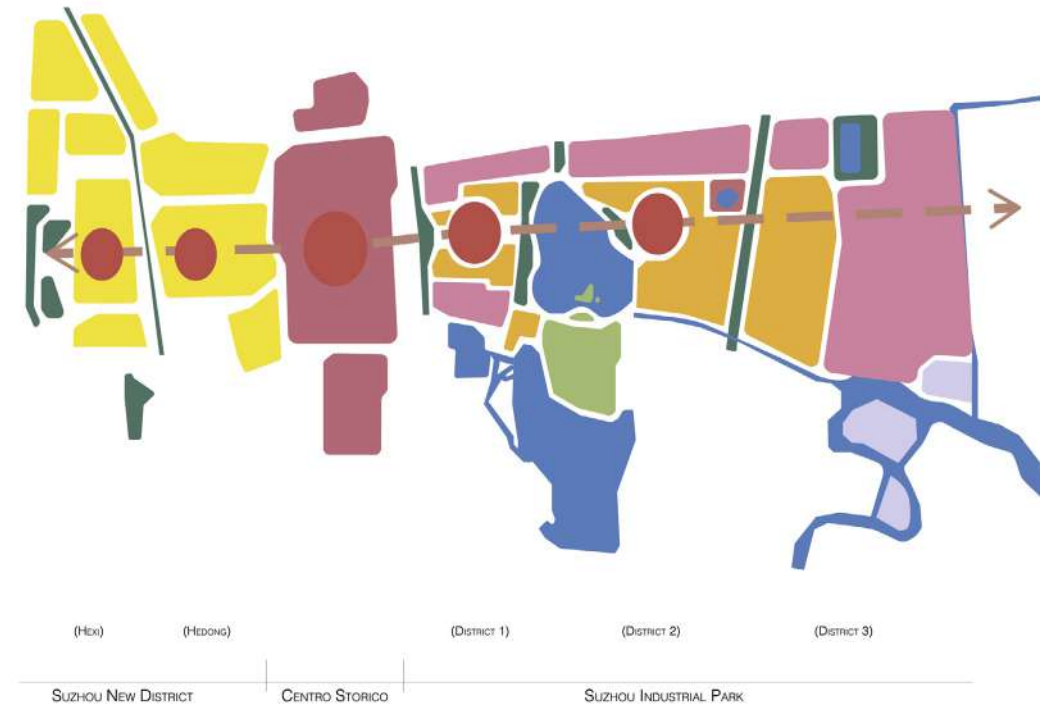 (Hexi) (Hedong) (District 1) (District 2) (District 3)
Suzhou New District Centro Storico Suzhou Industrial Park